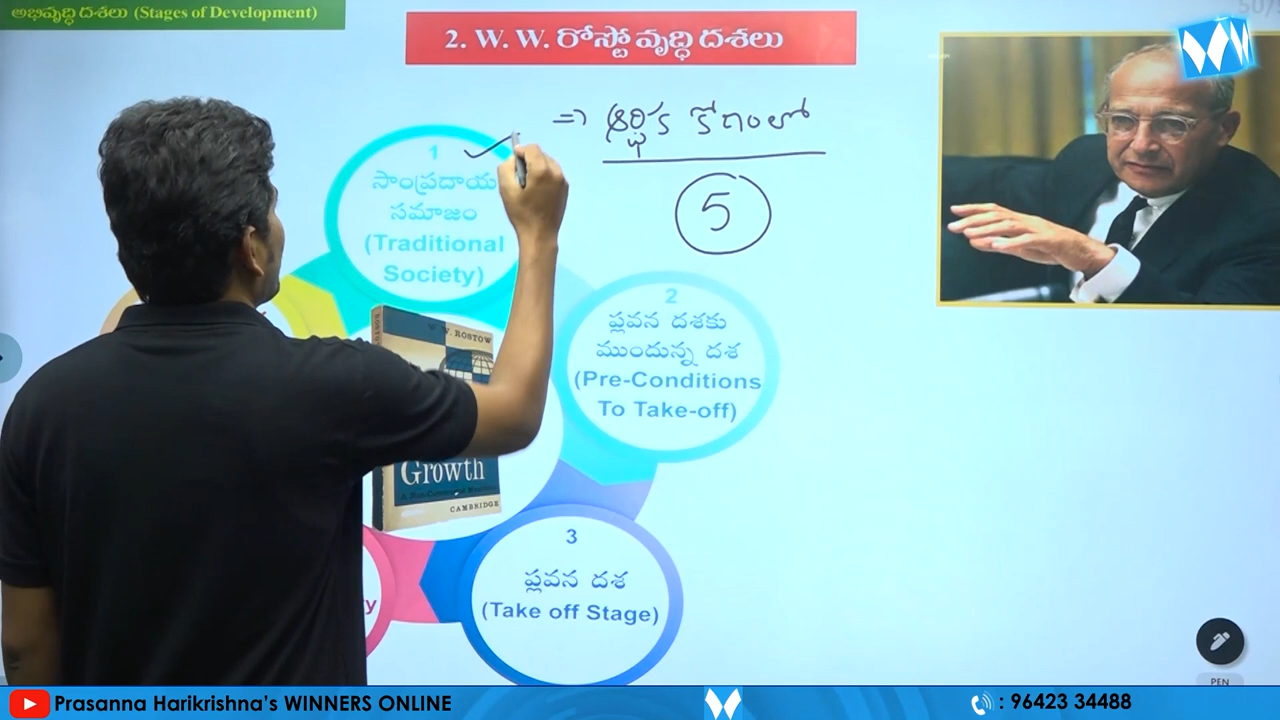 అభివృద్ధి దశలు (Stages of Development)
2. W. W. రోస్టో వృద్ధి దశలు
50/
=> ఆర్థిక కోణంలో
5
1
సాంప్రదాయ
సమాజం
(Traditional
Society)
2
ప్లవన దశకు
ముందున్న దశ
(Pre-Conditions
To Take-off)
W. W. ROSTOW
Growth
CAMBRIDGE
3
ప్లవన దశ
(Take off Stage)
PEN
Prasanna Harikrishna's WINNERS ONLINE
: 96423 34488